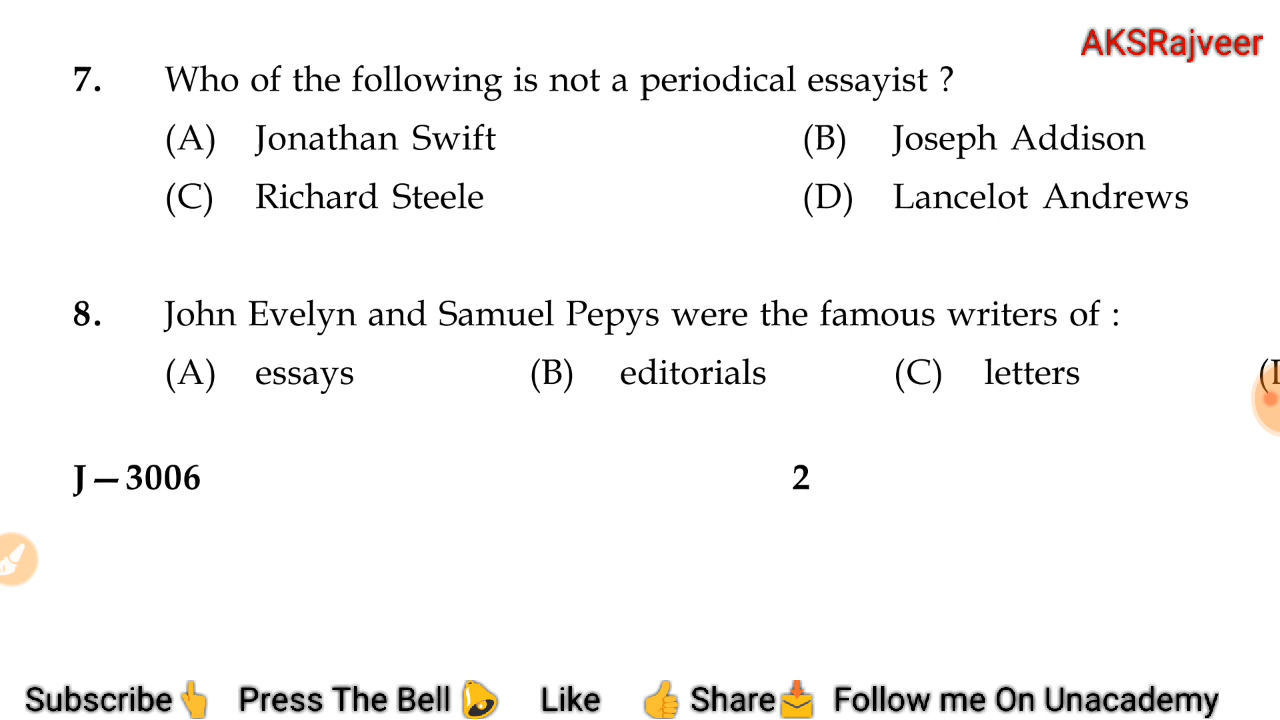 AKSRajveer
7. Who of the following is not a periodical essayist ?
(A) Jonathan Swift (B) Joseph Addison
(C) Richard Steele (D) Lancelot Andrews
8. John Evelyn and Samuel Pepys were the famous writers of :
(A) essays (B) editorials (C) letters
J – 3006 2
Subscribe Press The Bell Like Share Follow me On Unacademy